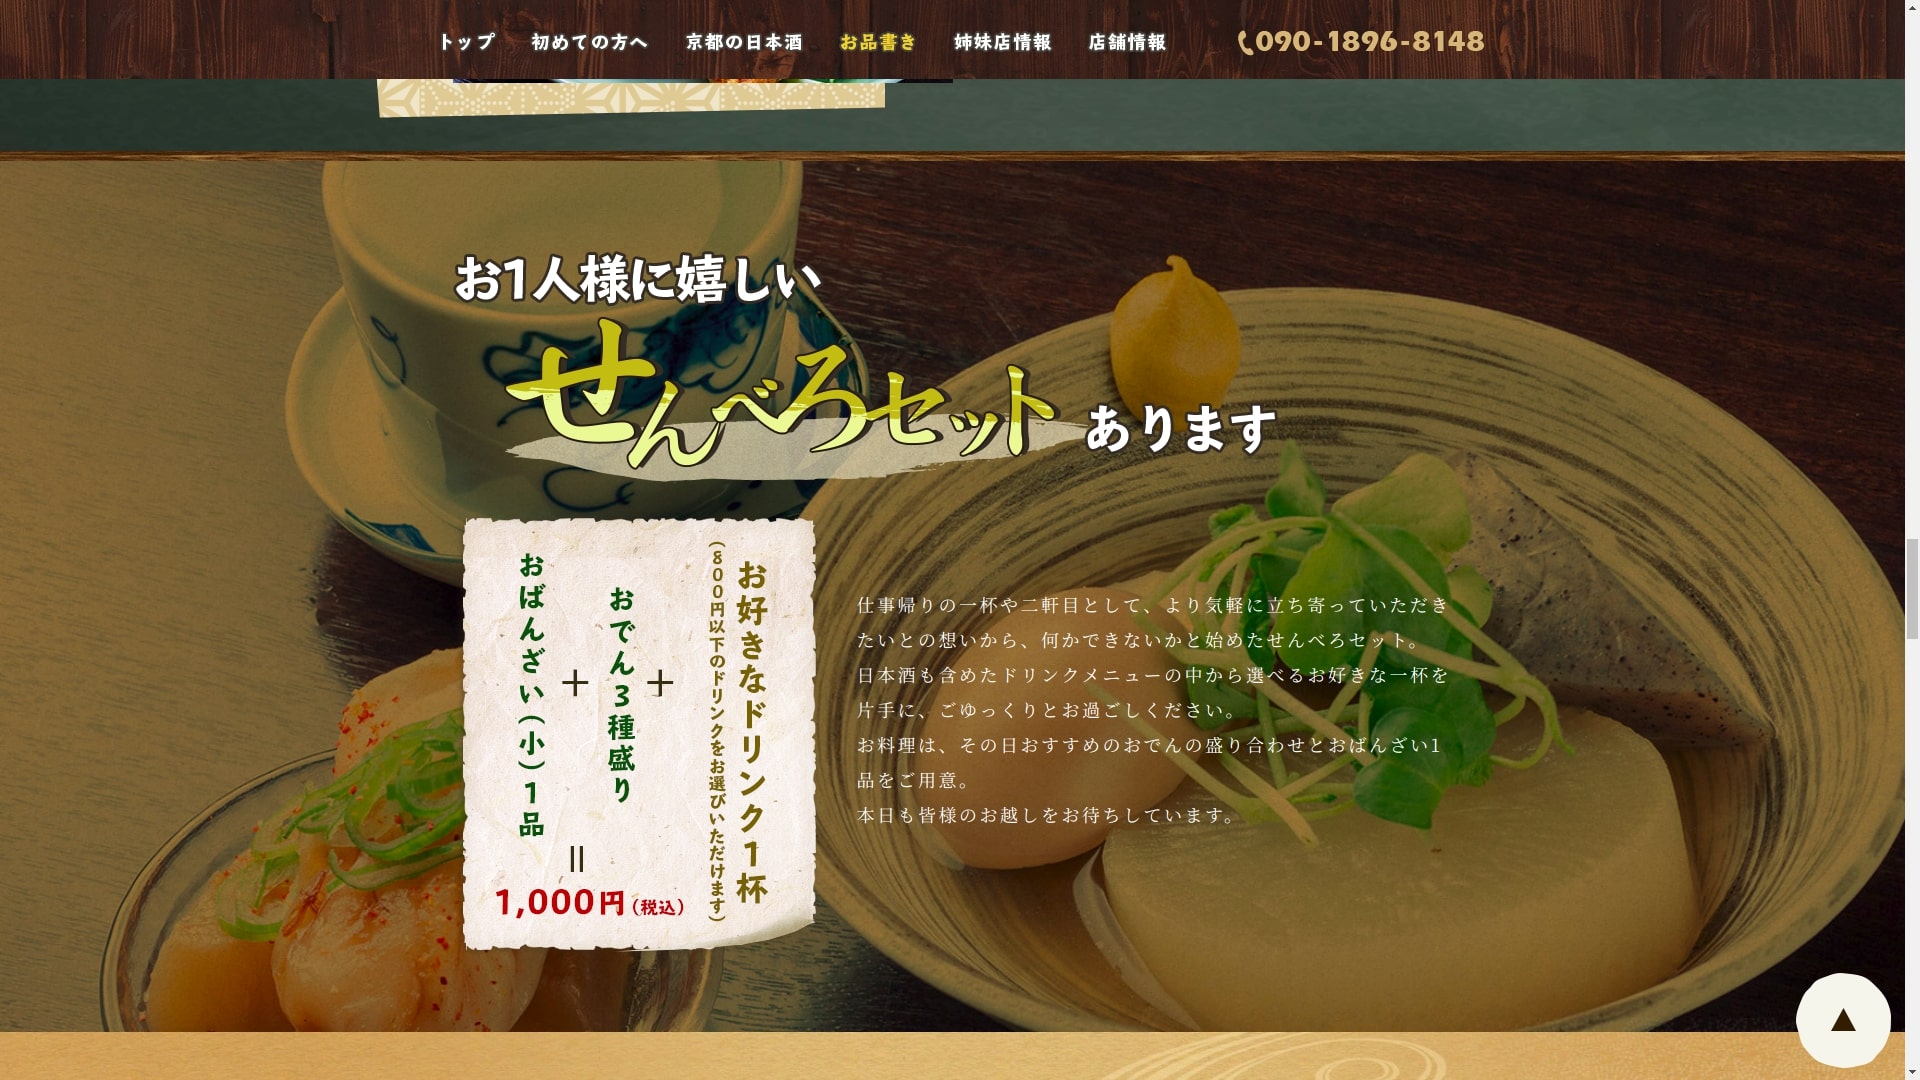 トップ
初めての方へ
京都の日本酒
お品書き
姉妹店情報
店舗情報
090-1896-8148
お1人様に嬉しい
せんべろセット
あります
お好きなドリンク1杯
(800円以下のドリンクをお選びいただけます)
+
おでん3種盛り
+
おばんざい(小)1品
=
1,000円(税込)
仕事帰りの一杯や二軒目として、より気軽に立ち寄っていただき
たいとの想いから、何かできないかと始めたせんべろセット。
日本酒も含めたドリンクメニューの中から選べるお好きな一杯を
片手に、ごゆっくりとお過ごしください。
お料理は、その日おすすめのおでんの盛り合わせとおばんざい1
品をご用意。
本日も皆様のお越しをお待ちしています。